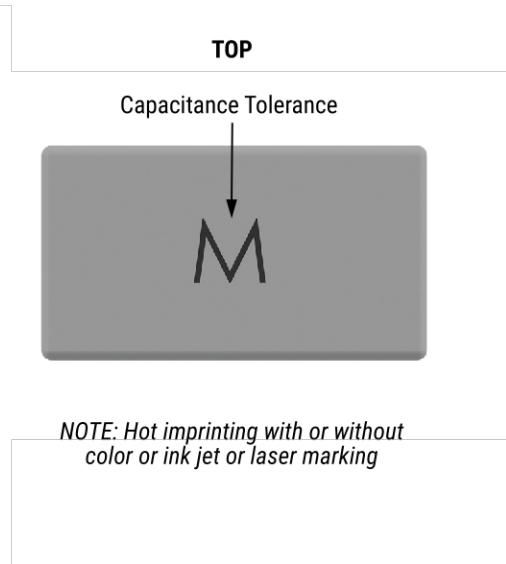 TOP
Capacitance Tolerance
M
NOTE: Hot imprinting with or without
color or ink jet or laser marking